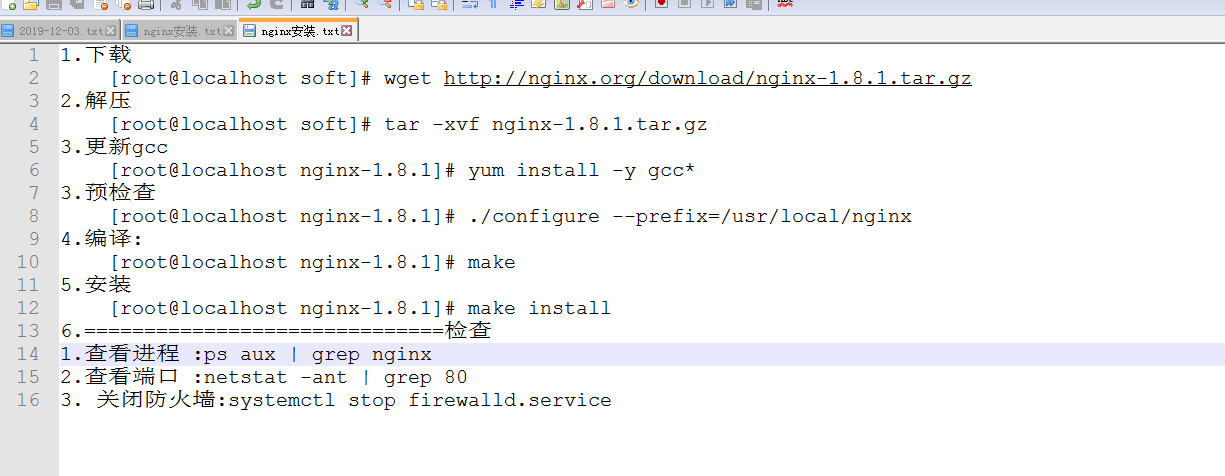 2019-12-03.txt nginx安装.txt nginx安装.txt
1 1.下载
2 [root@localhost soft]# wget http://nginx.org/download/nginx-1.8.1.tar.gz
3 2.解压
4 [root@localhost soft]# tar -xvf nginx-1.8.1.tar.gz
5 3.更新gcc
6 [root@localhost nginx-1.8.1]# yum install -y gcc*
7 3.预检查
8 [root@localhost nginx-1.8.1]# ./configure --prefix=/usr/local/nginx
9 4.编译:
10 [root@localhost nginx-1.8.1]# make
11 5.安装
12 [root@localhost nginx-1.8.1]# make install
13 6.==============================检查
14 1.查看进程 :ps aux | grep nginx
15 2.查看端口 :netstat -ant | grep 80
16 3. 关闭防火墙:systemctl stop firewalld.service